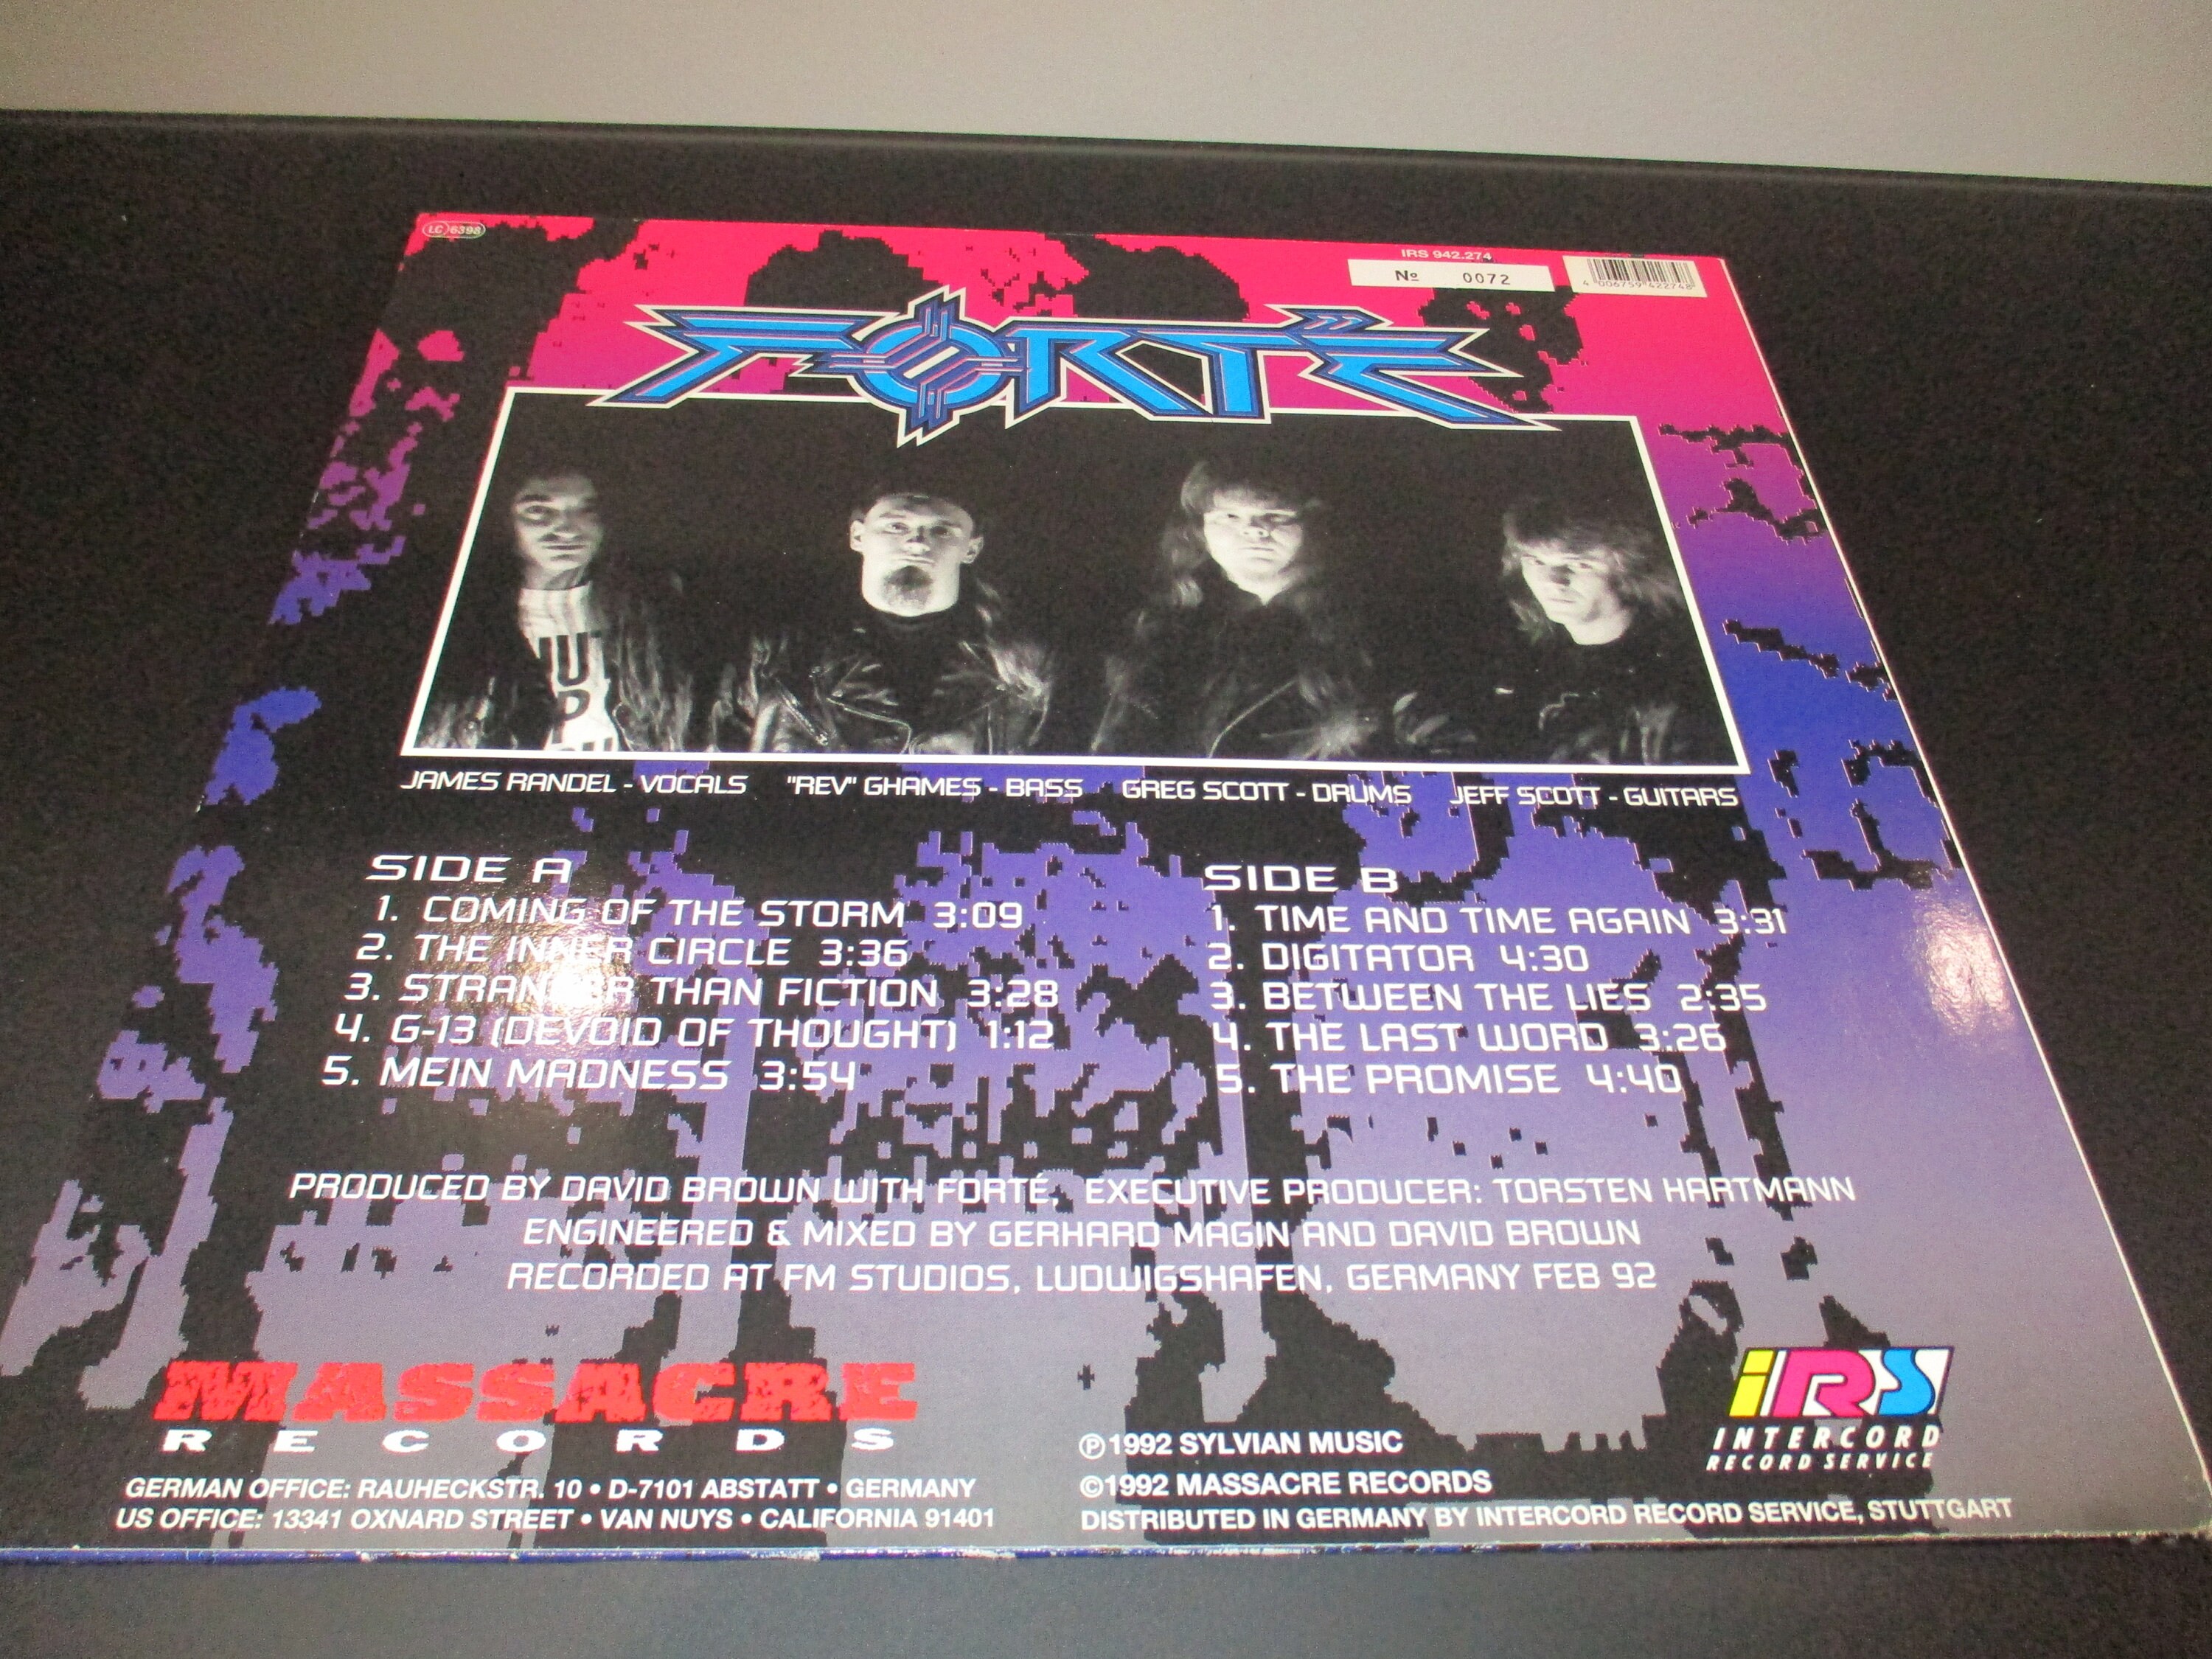 LC 6398
IRS 942.274
Nº 0072
4 006759 422748
FORTÉ
JAMES RANDEL - VOCALS "REV" GHAMES - BASS GREG SCOTT - DRUMS JEFF SCOTT - GUITARS
SIDE A
1. COMING OF THE STORM 3:09
2. THE INNER CIRCLE 3:36
3. STRANGER THAN FICTION 3:28
4. G-13 (DEVOID OF THOUGHT) 1:12
5. MEIN MADNESS 3:54
SIDE B
1. TIME AND TIME AGAIN 3:31
2. DIGITATOR 4:30
3. BETWEEN THE LIES 2:35
4. THE LAST WORD 3:26
5. THE PROMISE 4:40
PRODUCED BY DAVID BROWN WITH FORTÉ, EXECUTIVE PRODUCER: TORSTEN HARTMANN
ENGINEERED & MIXED BY GERHARD MAGIN AND DAVID BROWN
RECORDED AT FM STUDIOS, LUDWIGSHAFEN, GERMANY FEB 92
MASSACRE
RECORDS
GERMAN OFFICE: RAUHECKSTR. 10 • D-7101 ABSTATT • GERMANY
US OFFICE: 13341 OXNARD STREET • VAN NUYS • CALIFORNIA 91401
℗1992 SYLVIAN MUSIC
©1992 MASSACRE RECORDS
DISTRIBUTED IN GERMANY BY INTERCORD RECORD SERVICE, STUTTGART
IRS
INTERCORD
RECORD SERVICE